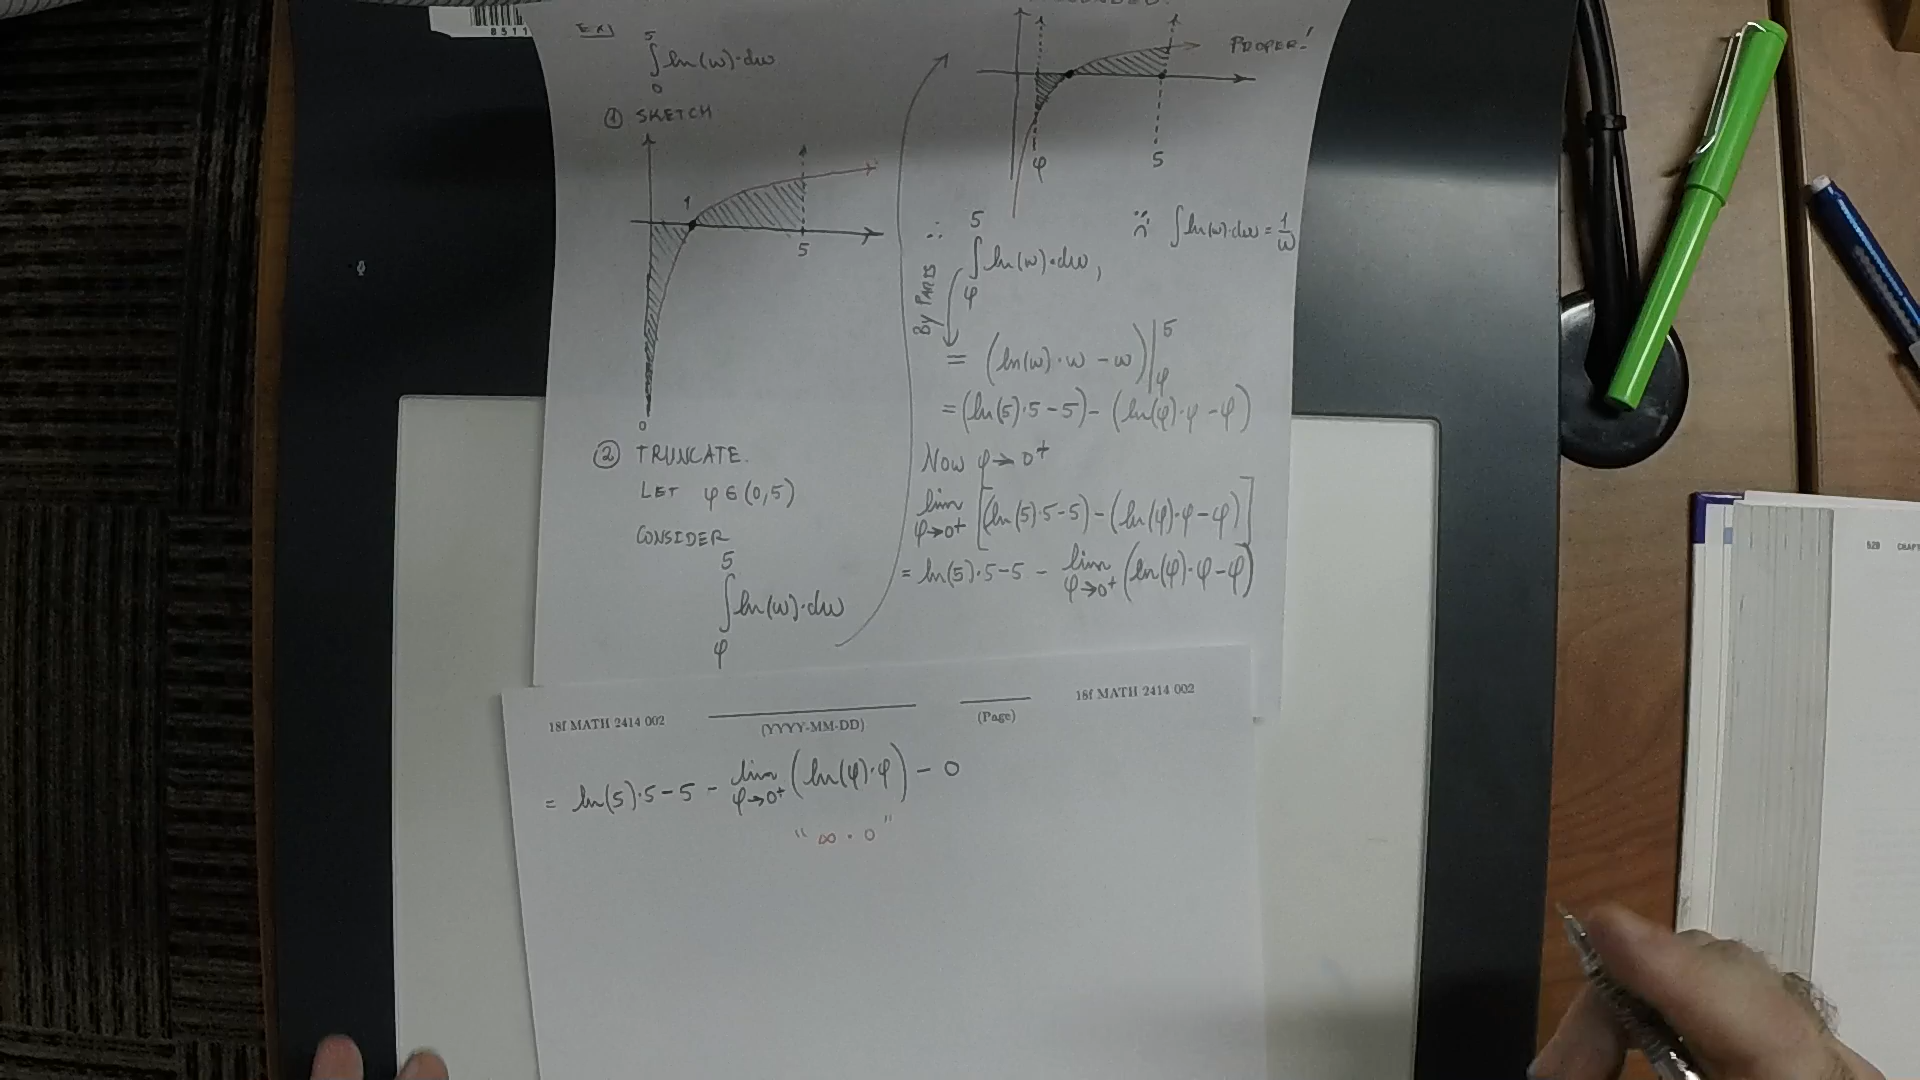 8511
Ex)
5
∫ ln(w)·dw
0
① SKETCH
1
5
0
② TRUNCATE.
LET φ∈(0,5)
CONSIDER
5
∫ ln(w)·dw
φ
PROPER!
φ 5
∴ 5
∫ ln(w)·dw,
φ
∫ln(w)·dw = 1/w
BY PARTS
= (ln(w)·w - w)|5 φ
= (ln(5)·5 - 5) - (ln(φ)·φ - φ)
Now φ→0⁺
lim φ→0⁺ [(ln(5)·5-5) - (ln(φ)·φ-φ)]
= ln(5)·5-5 - lim φ→0⁺ (ln(φ)·φ-φ)
18f MATH 2414 002 (YYYY-MM-DD) (Page) 18f MATH 2414 002
= ln(5)·5-5 - lim φ→0⁺ (ln(φ)·φ) - 0
"∞·0"
528 CHAPT